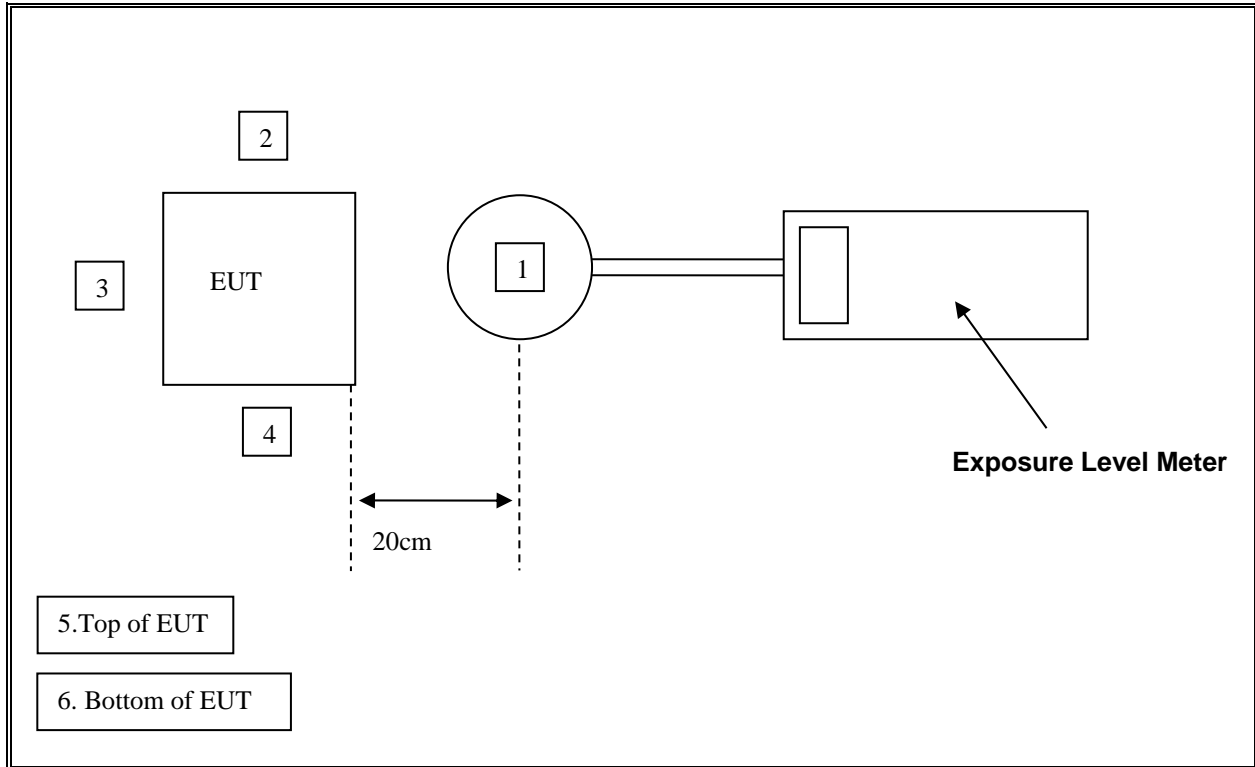 2
EUT
1
3
4
Exposure Level Meter
20cm
5.Top of EUT
6. Bottom of EUT